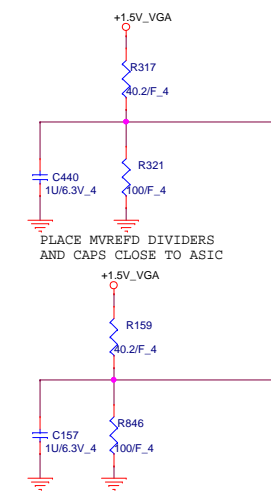 +1.5V_VGA
R317
40.2/F_4
C440
1U/6.3V_4
R321
100/F_4
PLACE MVREFD DIVIDERS
AND CAPS CLOSE TO ASIC
+1.5V_VGA
R159
40.2/F_4
C157
1U/6.3V_4
R846
100/F_4